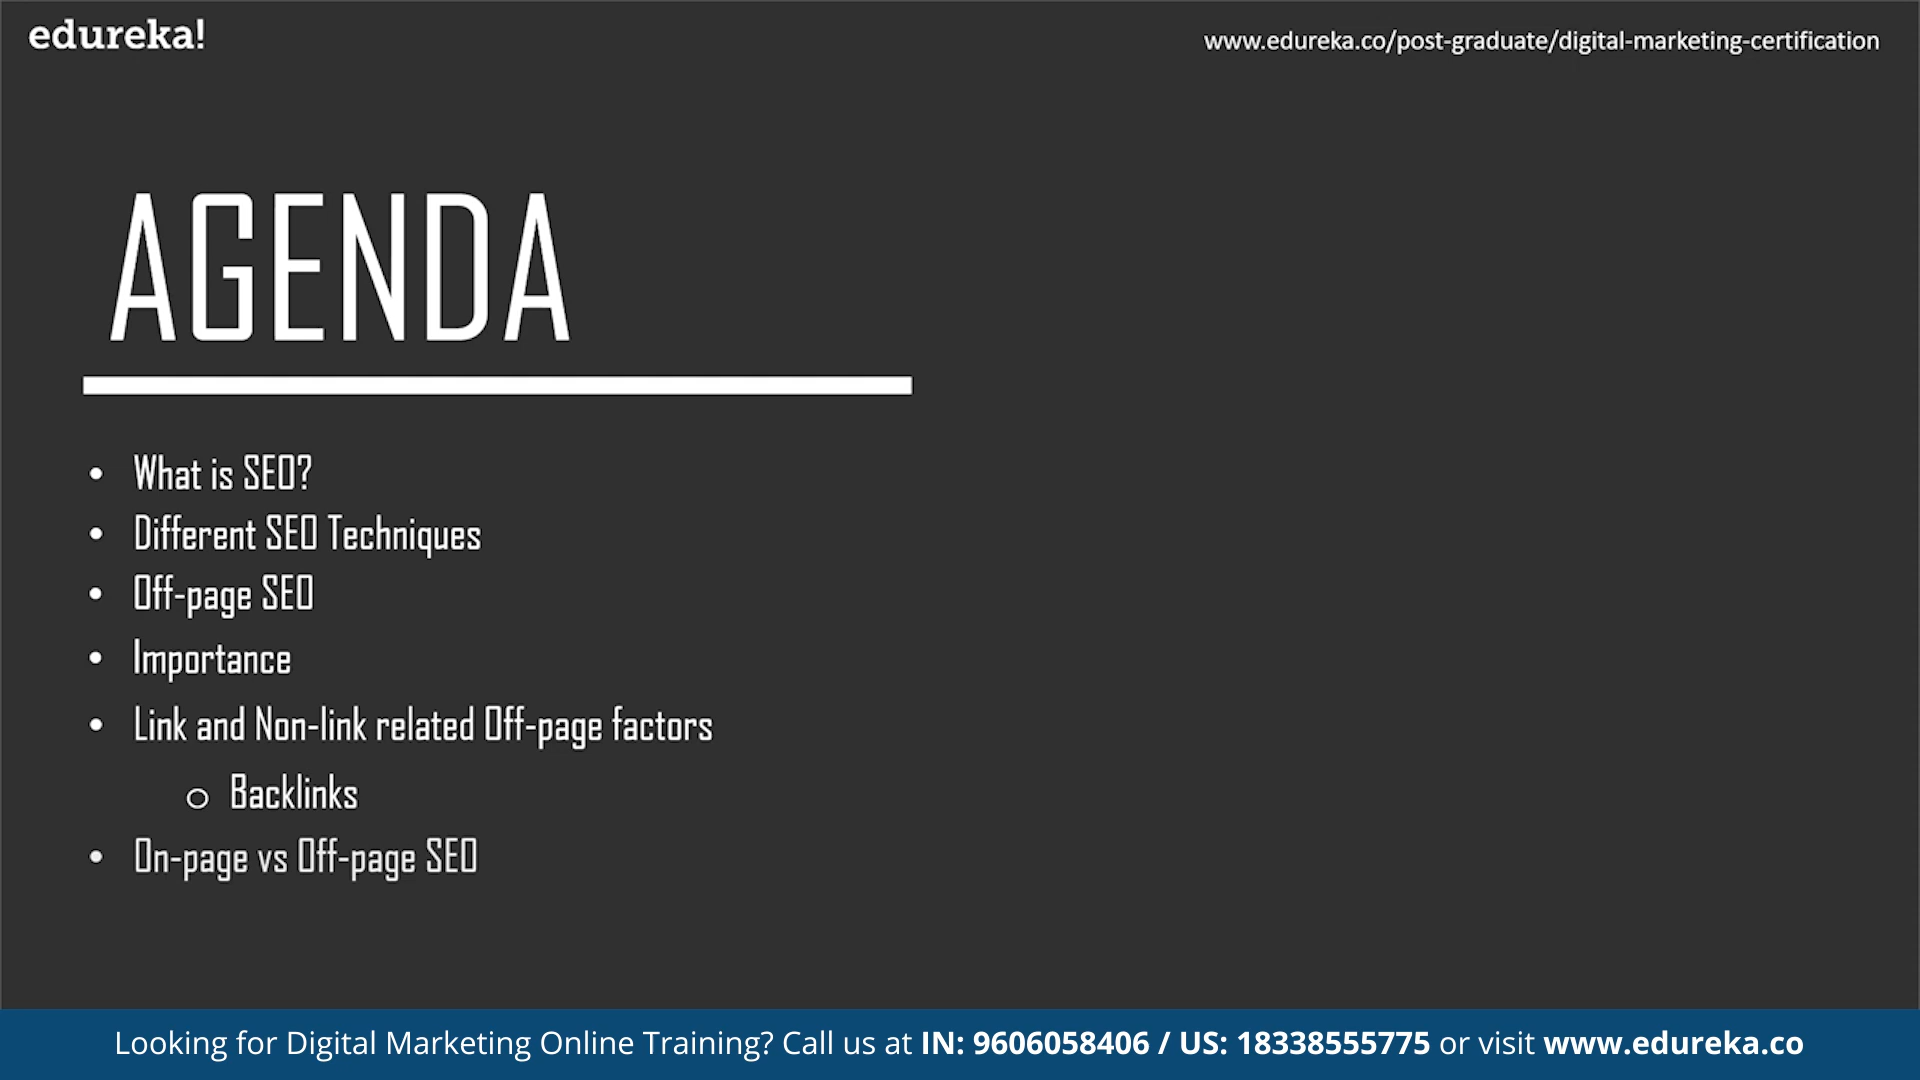 edureka!
www.edureka.co/post-graduate/digital-marketing-certification
AGENDA
• What is SEO?
• Different SEO Techniques
• Off-page SEO
• Importance
• Link and Non-link related Off-page factors
o Backlinks
• On-page vs Off-page SEO
Looking for Digital Marketing Online Training? Call us at IN: 9606058406 / US: 18338555775 or visit www.edureka.co